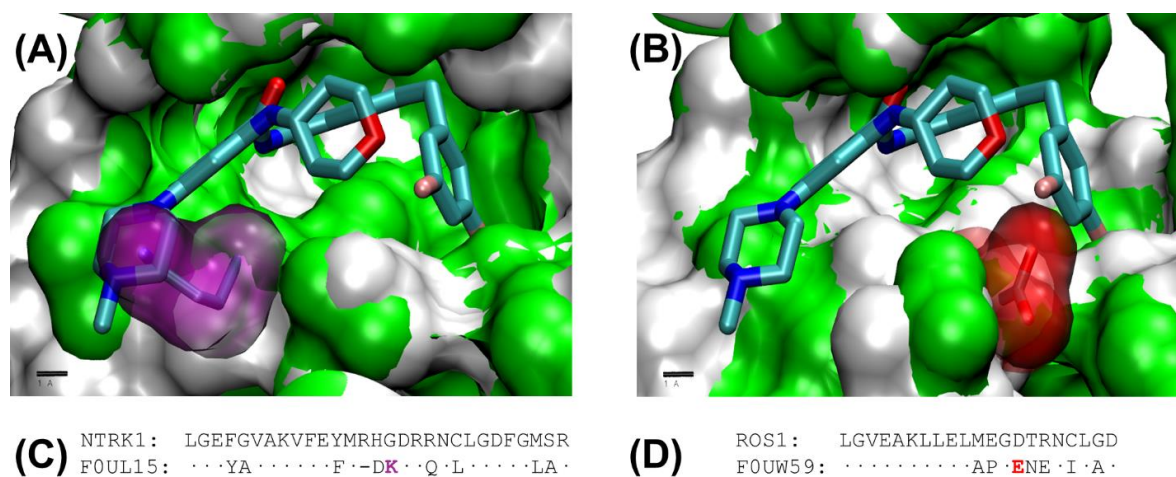 (A)
(B)
1 A
1 A
(C)
NTRK1: LGEFGVAKVFEYMRHGDRRNCLGDFGMSR
F0UL15: ···YA······F·-DK··Q·L·····LA·
(D)
ROS1: LGVEAKLLELMEGDTRNCLGD
F0UW59: ··········AP·ENE·I·A·